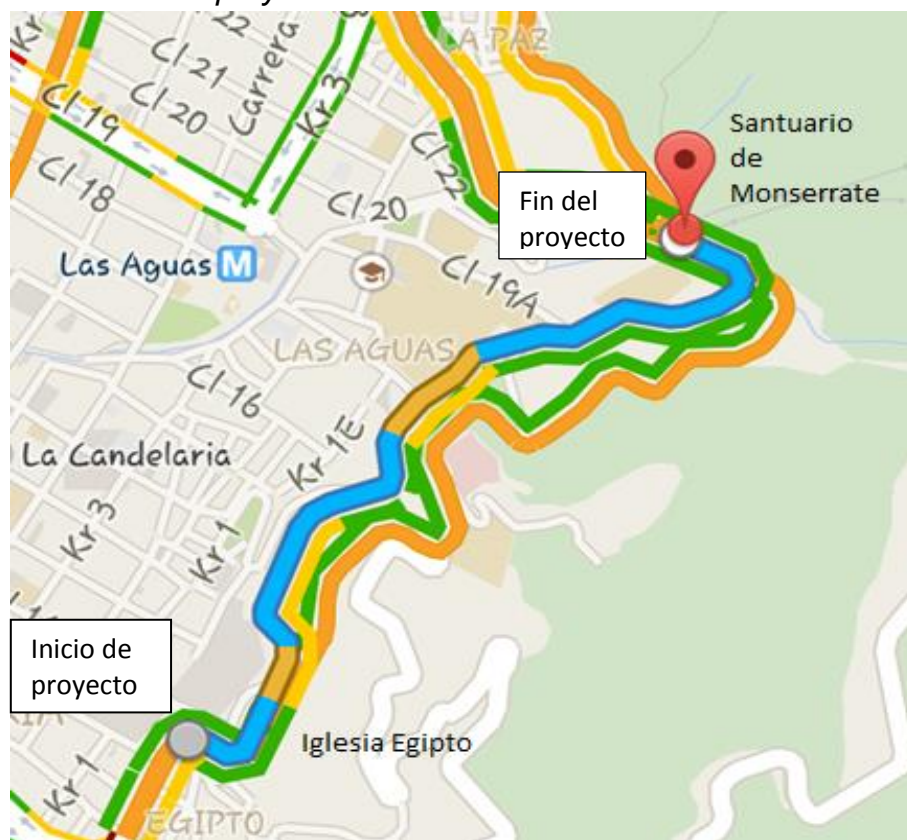 Kr
22
Cl 21
Cl 20
Carrera
Kr 3
LA PAZ
Cl 19
Cl 18
Cl 22
Cl 20
Santuario
de
Monserrate
Fin del
proyecto
Las Aguas M
Cl 19A
LAS AGUAS
Cl 16
Kr 1E
La Candelaria
Kr 3
Kr 1
Inicio de
proyecto
Iglesia Egipto
Kr 1
EGIPTO